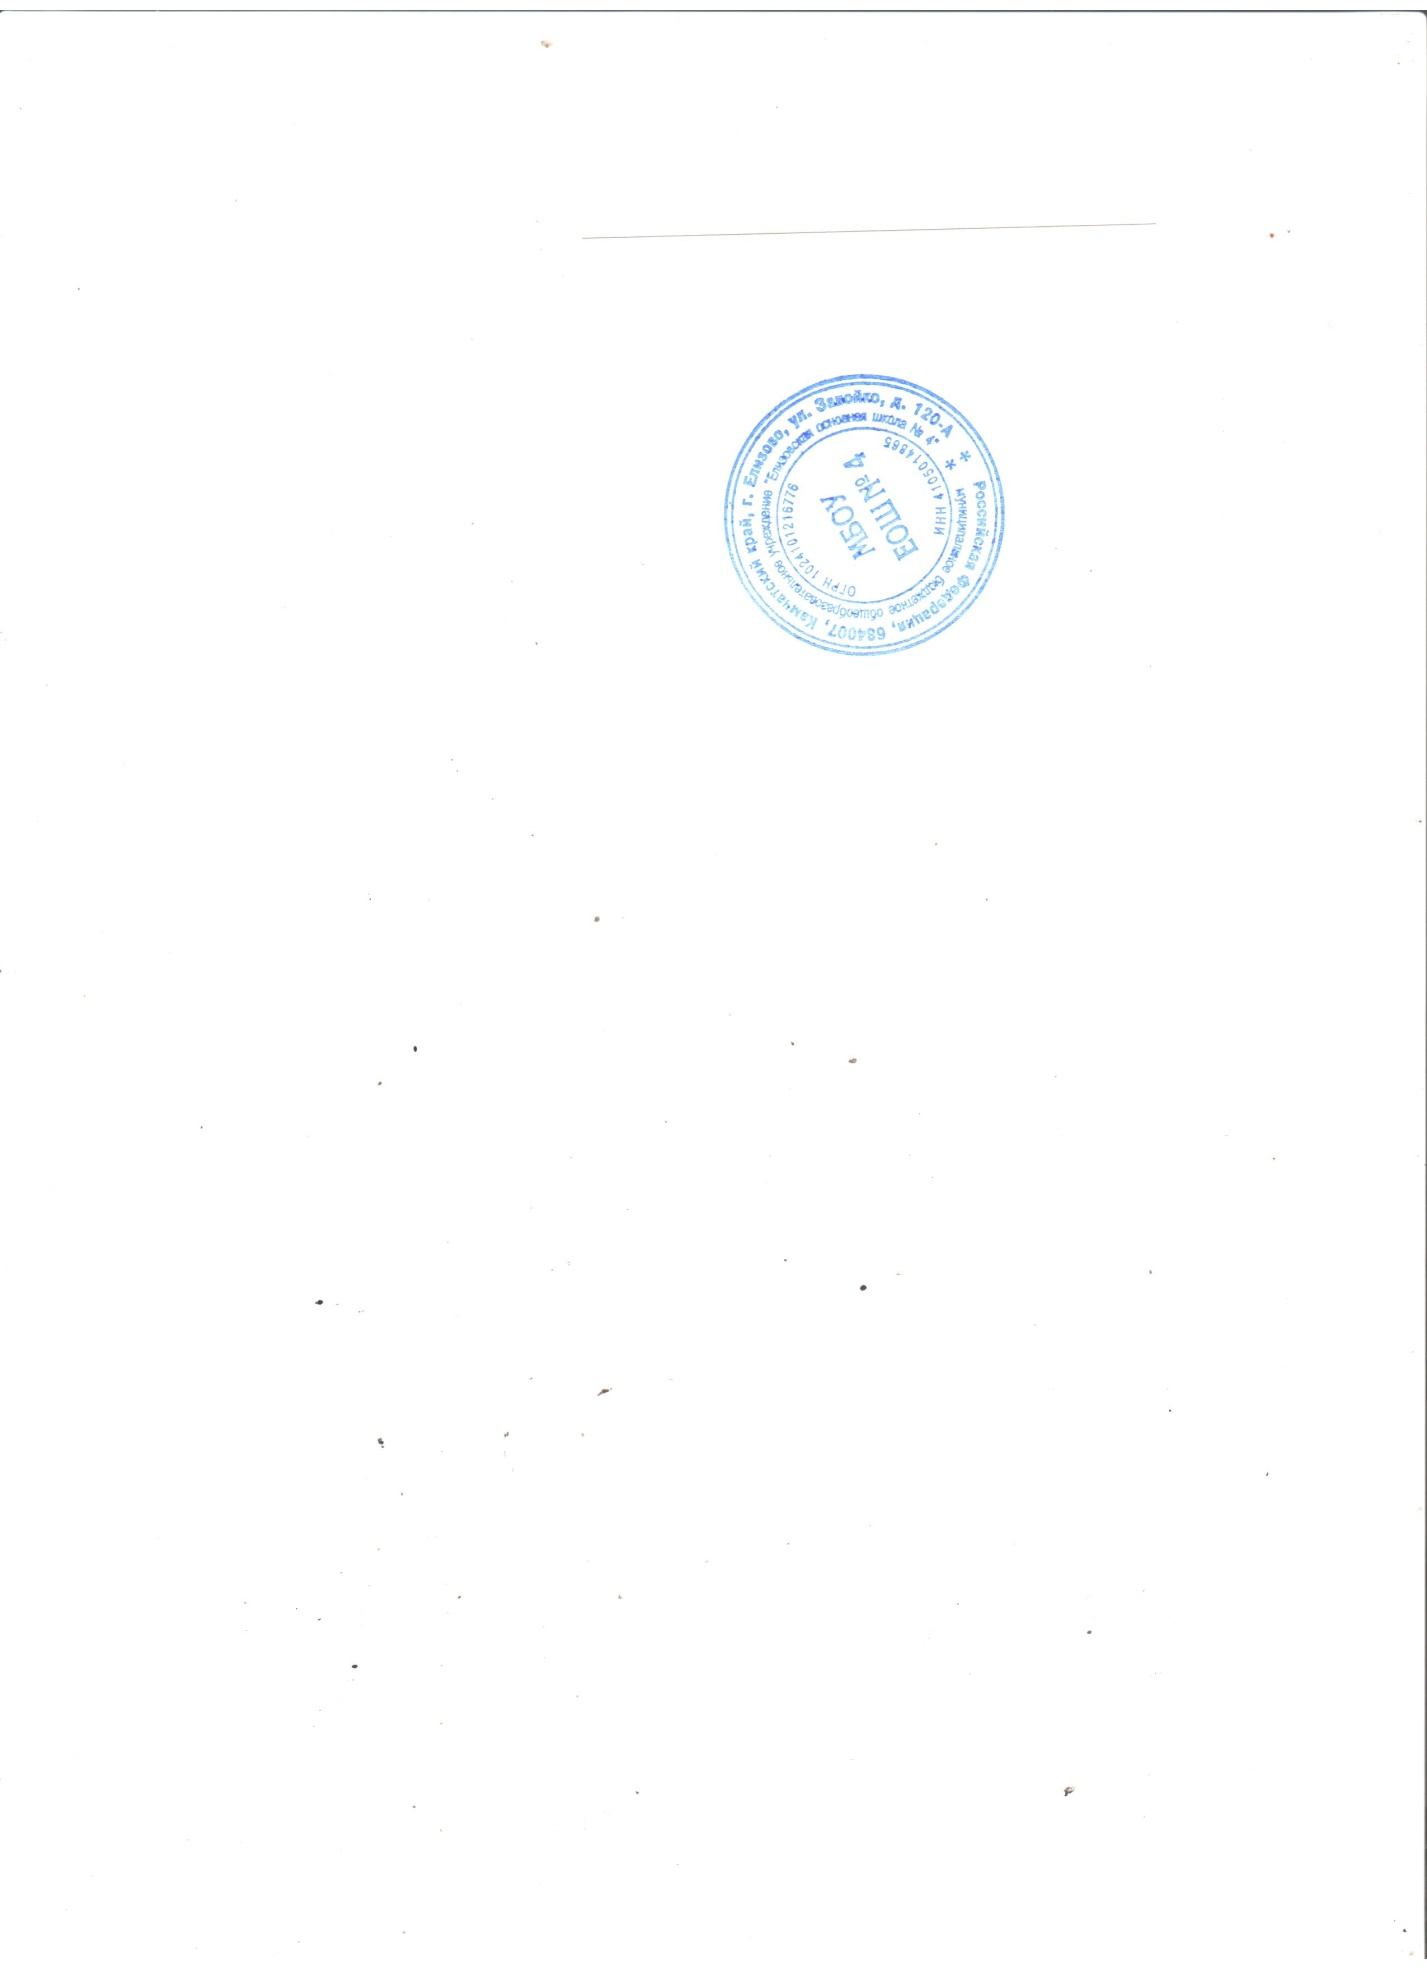 Российская Федерация, 684007, Камчатский край, г. Елизово, ул. Завойко, д. 120-А *
муниципальное бюджетное общеобразовательное учреждение "Елизовская основная школа № 4" *
ОГРН 1024101216776
ИНН 4105014865
МБОУ
ЕОШ № 4